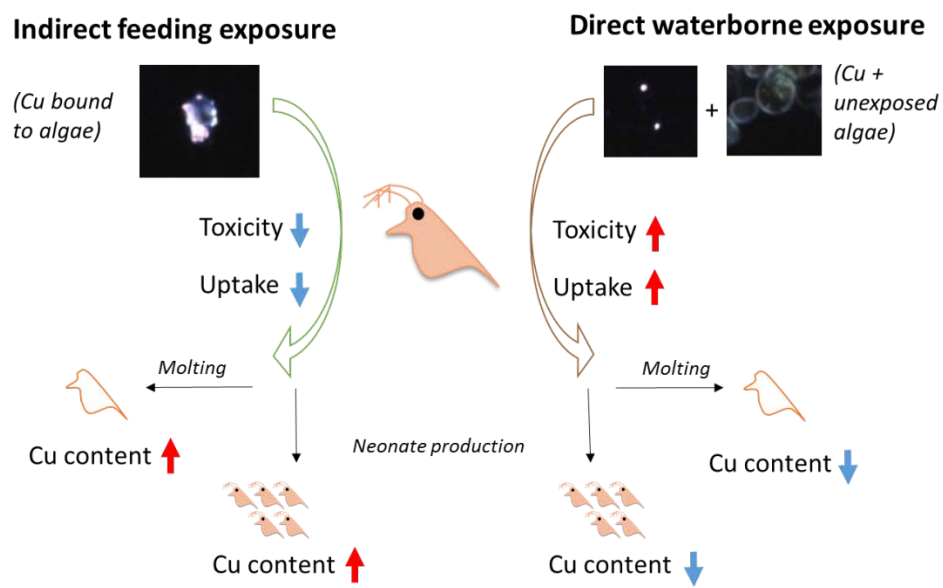 Indirect feeding exposure
Direct waterborne exposure
(Cu bound
to algae)
+
(Cu +
unexposed
algae)
Toxicity
Uptake
Toxicity
Uptake
Molting
Molting
Cu content
Neonate production
Cu content
Cu content
Cu content